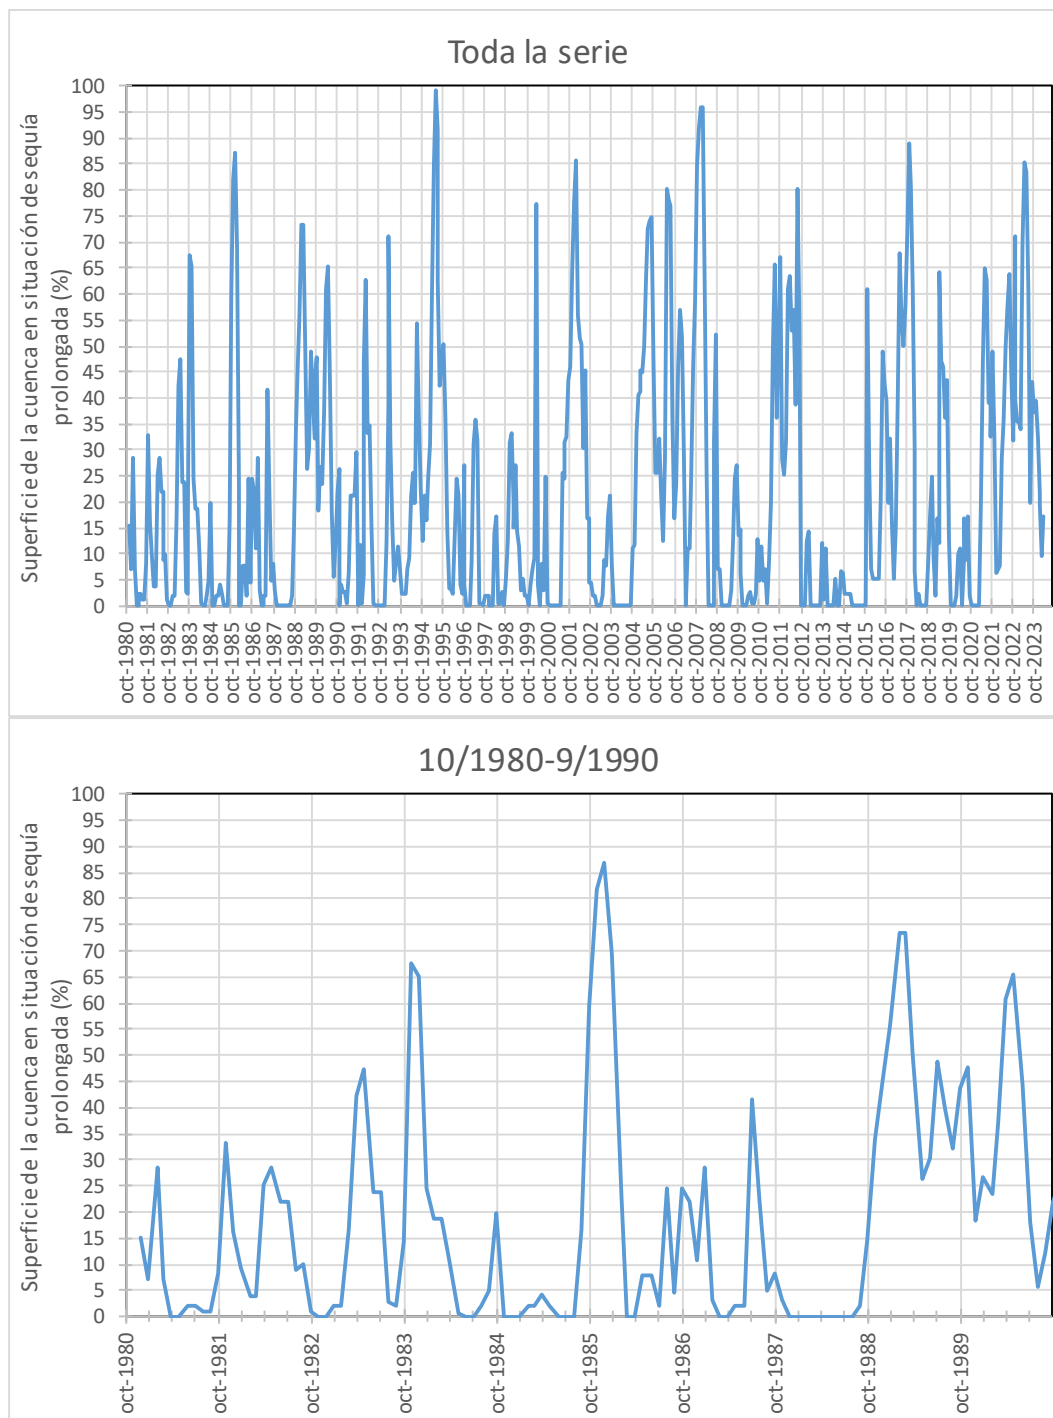 Toda la serie
Superficie de la cuenca en situación de sequía
prolongada (%)
100
95
90
85
80
75
70
65
60
55
50
45
40
35
30
25
20
15
10
5
0
oct-1980
oct-1981
oct-1982
oct-1983
oct-1984
oct-1985
oct-1986
oct-1987
oct-1988
oct-1989
oct-1990
oct-1991
oct-1992
oct-1993
oct-1994
oct-1995
oct-1996
oct-1997
oct-1998
oct-1999
oct-2000
oct-2001
oct-2002
oct-2003
oct-2004
oct-2005
oct-2006
oct-2007
oct-2008
oct-2009
oct-2010
oct-2011
oct-2012
oct-2013
oct-2014
oct-2015
oct-2016
oct-2017
oct-2018
oct-2019
oct-2020
oct-2021
oct-2022
oct-2023
10/1980-9/1990
Superficie de la cuenca en situación de sequía
prolongada (%)
100
95
90
85
80
75
70
65
60
55
50
45
40
35
30
25
20
15
10
5
0
oct-1980
oct-1981
oct-1982
oct-1983
oct-1984
oct-1985
oct-1986
oct-1987
oct-1988
oct-1989